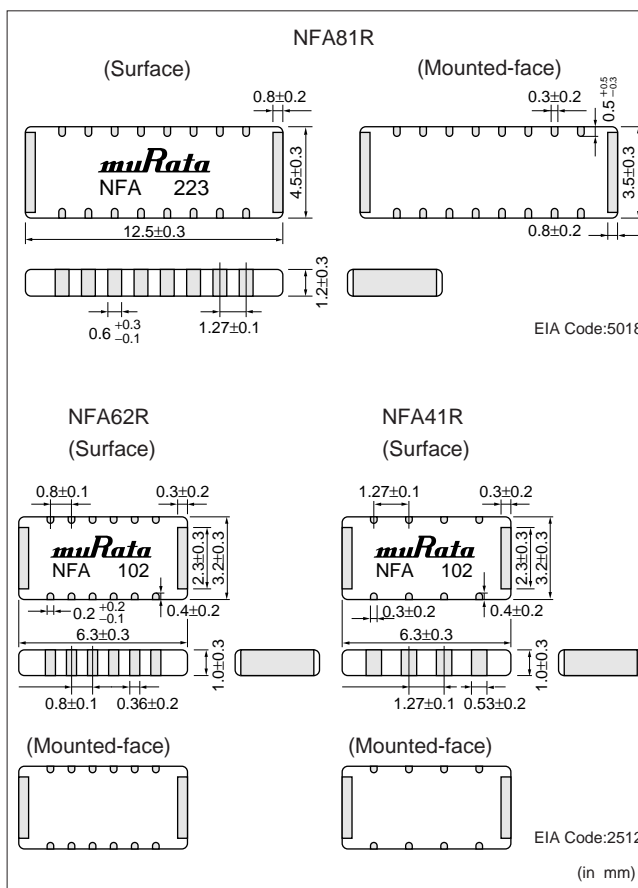 NFA81R
(Surface)
(Mounted-face)
0.8±0.2
0.3±0.2
0.5 +0.5 −0.3
muRata
NFA 223
4.5±0.3
3.5±0.3
12.5±0.3
0.8±0.2
1.2±0.3
0.6 +0.3 −0.1
1.27±0.1
EIA Code:5018
NFA62R
(Surface)
NFA41R
(Surface)
0.8±0.1
0.3±0.2
1.27±0.1
0.3±0.2
muRata
NFA 102
2.3±0.3
3.2±0.3
muRata
NFA 102
2.3±0.3
3.2±0.3
0.2 +0.2 −0.1
0.4±0.2
0.3±0.2
0.4±0.2
6.3±0.3
6.3±0.3
1.0±0.3
1.0±0.3
0.8±0.1
0.36±0.2
1.27±0.1
0.53±0.2
(Mounted-face)
(Mounted-face)
EIA Code:2512
(in mm)